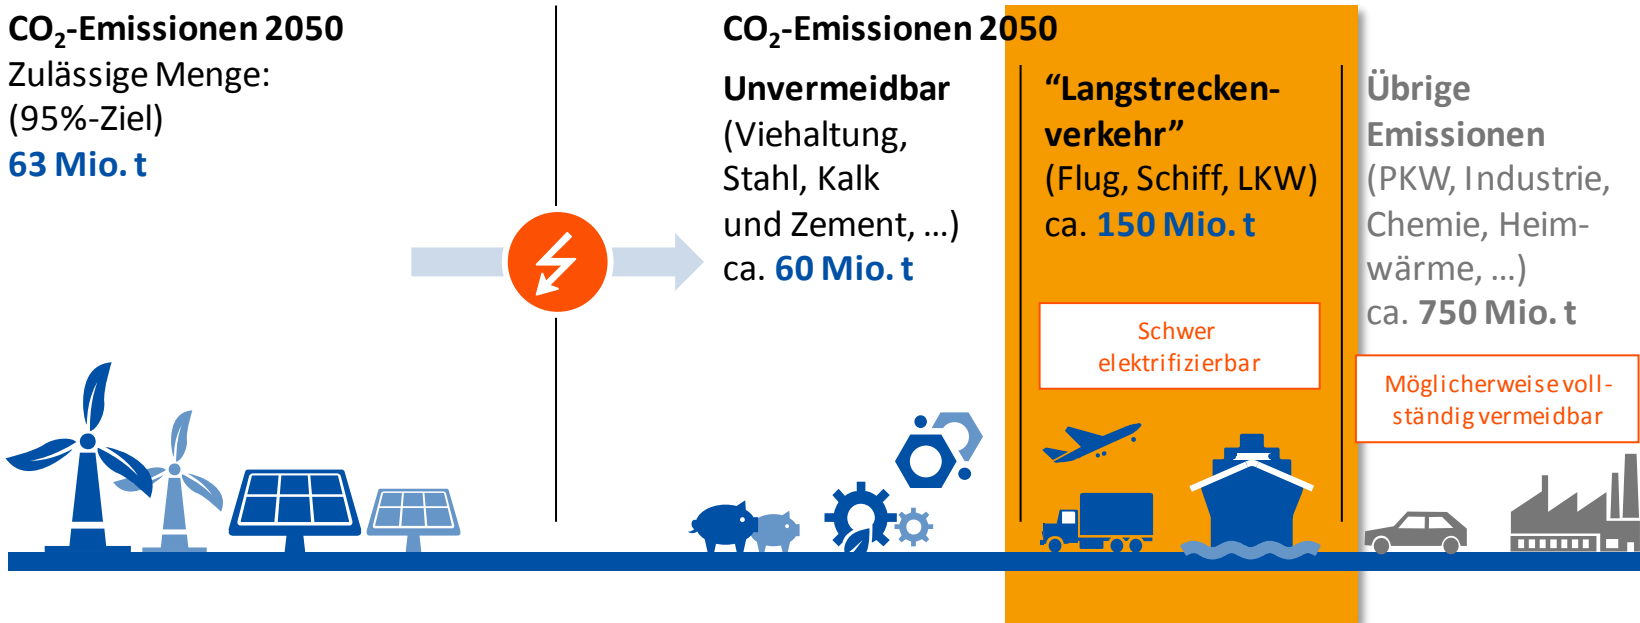 CO₂-Emissionen 2050
Zulässige Menge:
(95%-Ziel)
63 Mio. t
CO₂-Emissionen 2050
Unvermeidbar
(Viehaltung,
Stahl, Kalk
und Zement, …)
ca. 60 Mio. t
“Langstrecken-
verkehr”
(Flug, Schiff, LKW)
ca. 150 Mio. t
Schwer
elektrifizierbar
Übrige
Emissionen
(PKW, Industrie,
Chemie, Heim-
wärme, …)
ca. 750 Mio. t
Möglicherweise voll-
ständig vermeidbar